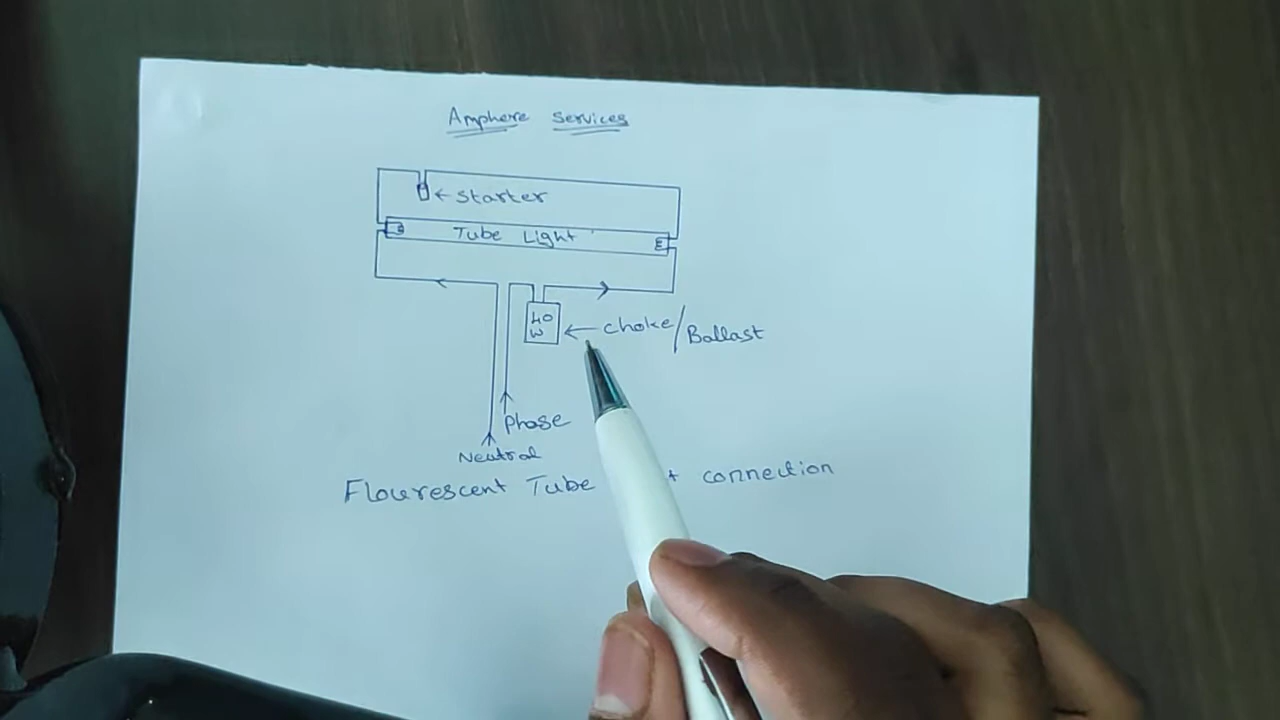 Amphere Services
← Starter
Tube Light
40
W
← choke/Ballast
Phase
Neutral
Flourescent Tube t connection